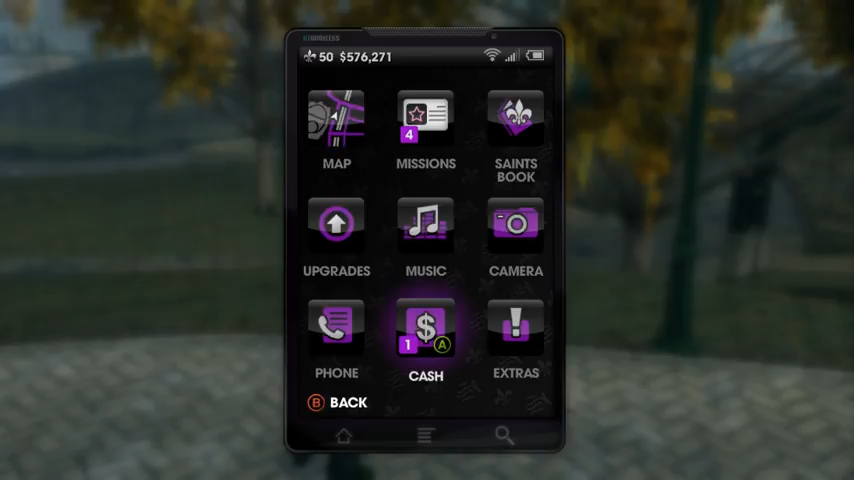 50 $576,271
MAP
MISSIONS
4
SAINTS
BOOK
UPGRADES
MUSIC
CAMERA
PHONE
$
1 A
CASH
EXTRAS
B BACK